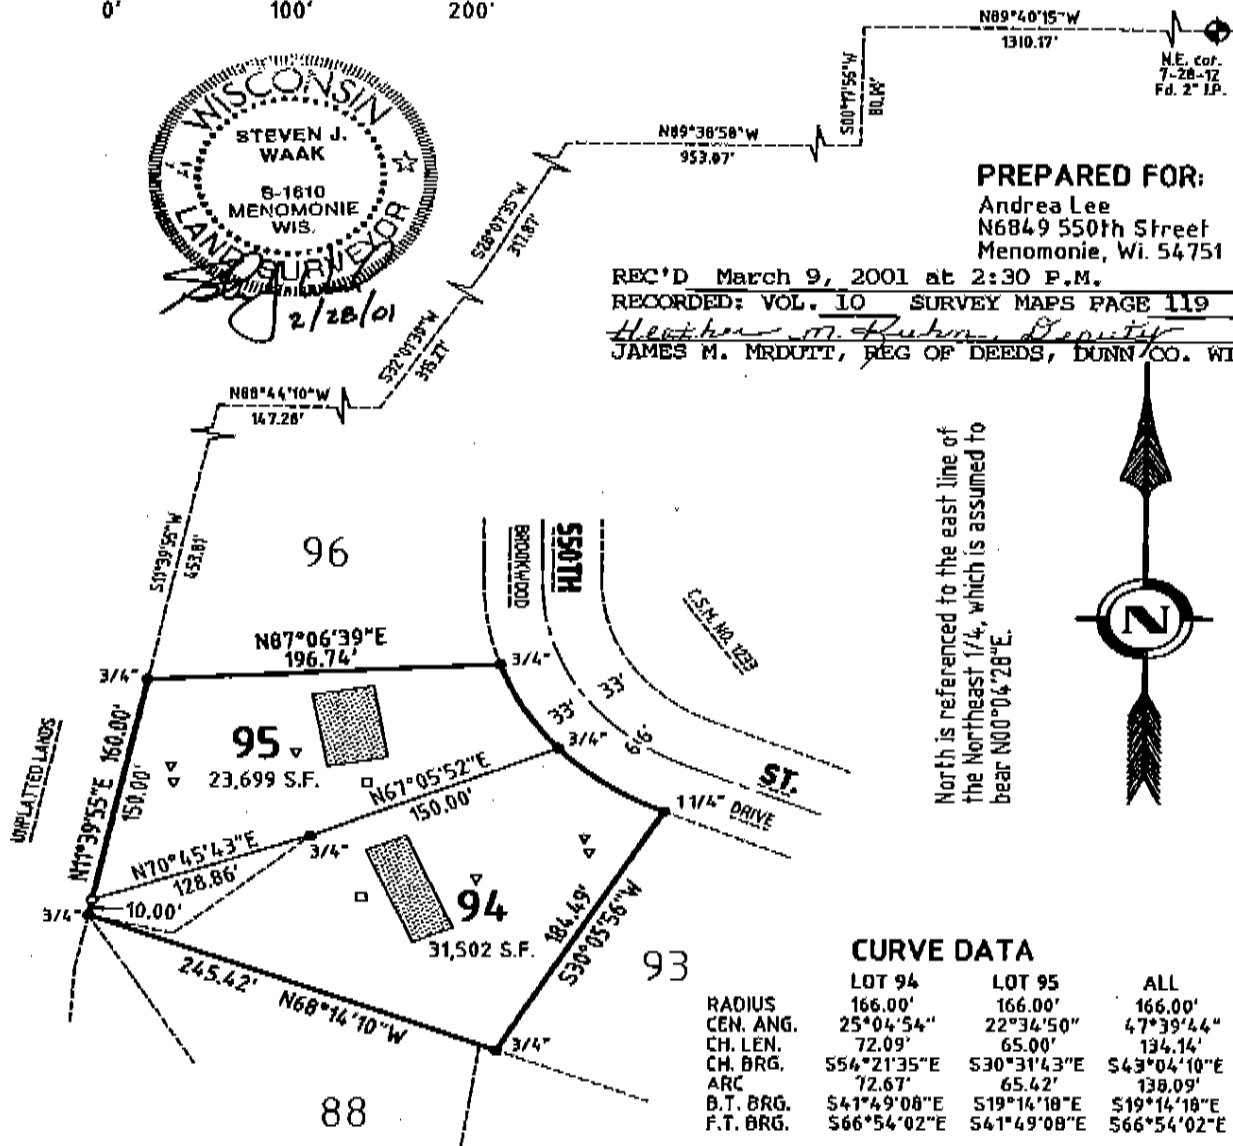 0' 100' 200'
N89°40'15"W
1310.17'
N.E. cor.
7-28-12
Fd. 2" I.P.
S00°47'56"W
80.14'
N89°38'58"W
953.87'
WISCONSIN
STEVEN J.
WAAK
S-1610
MENOMONIE
WIS.
LAND SURVEYOR
2/28/01
S28°07'35"W
317.87'
PREPARED FOR:
Andrea Lee
N6849 550th Street
Menomonie, Wi. 54751
REC'D March 9, 2001 at 2:30 P.M.
RECORDED: VOL. 10 SURVEY MAPS PAGE 119
Heather M. Kuhn, Deputy
JAMES M. MRDUTT, REG OF DEEDS, DUNN CO. WI
S32°01'38"W
315.27'
N88°44'10"W
147.26'
S11°39'55"W
453.81'
96
BROOKWOOD
550TH
C.S.M. NO. 1233
North is referenced to the east line of
the Northeast 1/4, which is assumed to
bear N00°04'28"E.
N
N87°06'39"E
196.74'
3/4"
3/4"
33'
33'
66'
3/4"
ST.
DRIVE
1 1/4"
UNPLATTED LANDS
N11°39'55"E 160.00'
150.00'
95
23,699 S.F.
N67°05'52"E
150.00'
N70°45'43"E
128.86'
3/4"
3/4"
10.00'
94
31,502 S.F.
184.49'
S30°05'56"W
93
245.42'
N68°14'10"W
3/4"
88
CURVE DATA
LOT 94 LOT 95 ALL
RADIUS 166.00' 166.00' 166.00'
CEN. ANG. 25°04'54" 22°34'50" 47°39'44"
CH. LEN. 72.09' 65.00' 134.14'
CH. BRG. S54°21'35"E S30°31'43"E S43°04'10"E
ARC 72.67' 65.42' 138.09'
B.T. BRG. S41°49'08"E S19°14'18"E S19°14'18"E
F.T. BRG. S66°54'02"E S41°49'08"E S66°54'02"E